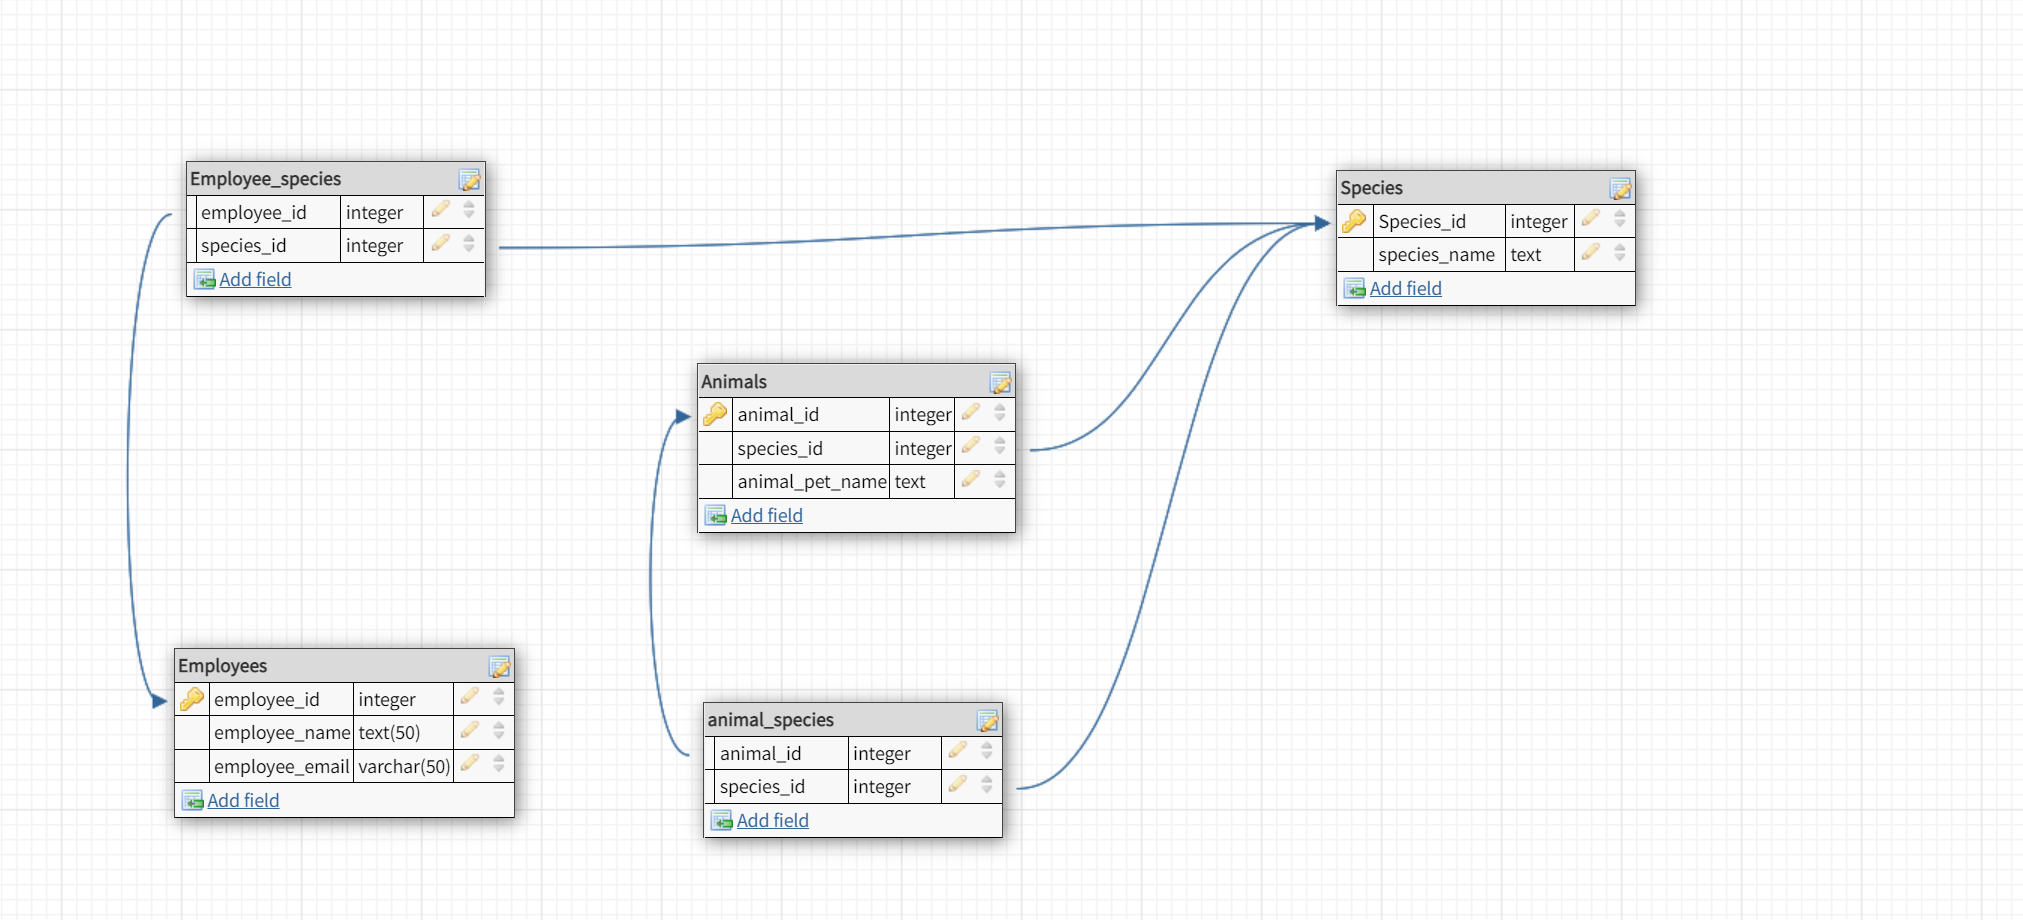 Employee_species
employee_id integer
species_id integer
Add field
Species
Species_id integer
species_name text
Add field
Animals
animal_id integer
species_id integer
animal_pet_name text
Add field
Employees
employee_id integer
employee_name text(50)
employee_email varchar(50)
Add field
animal_species
animal_id integer
species_id integer
Add field